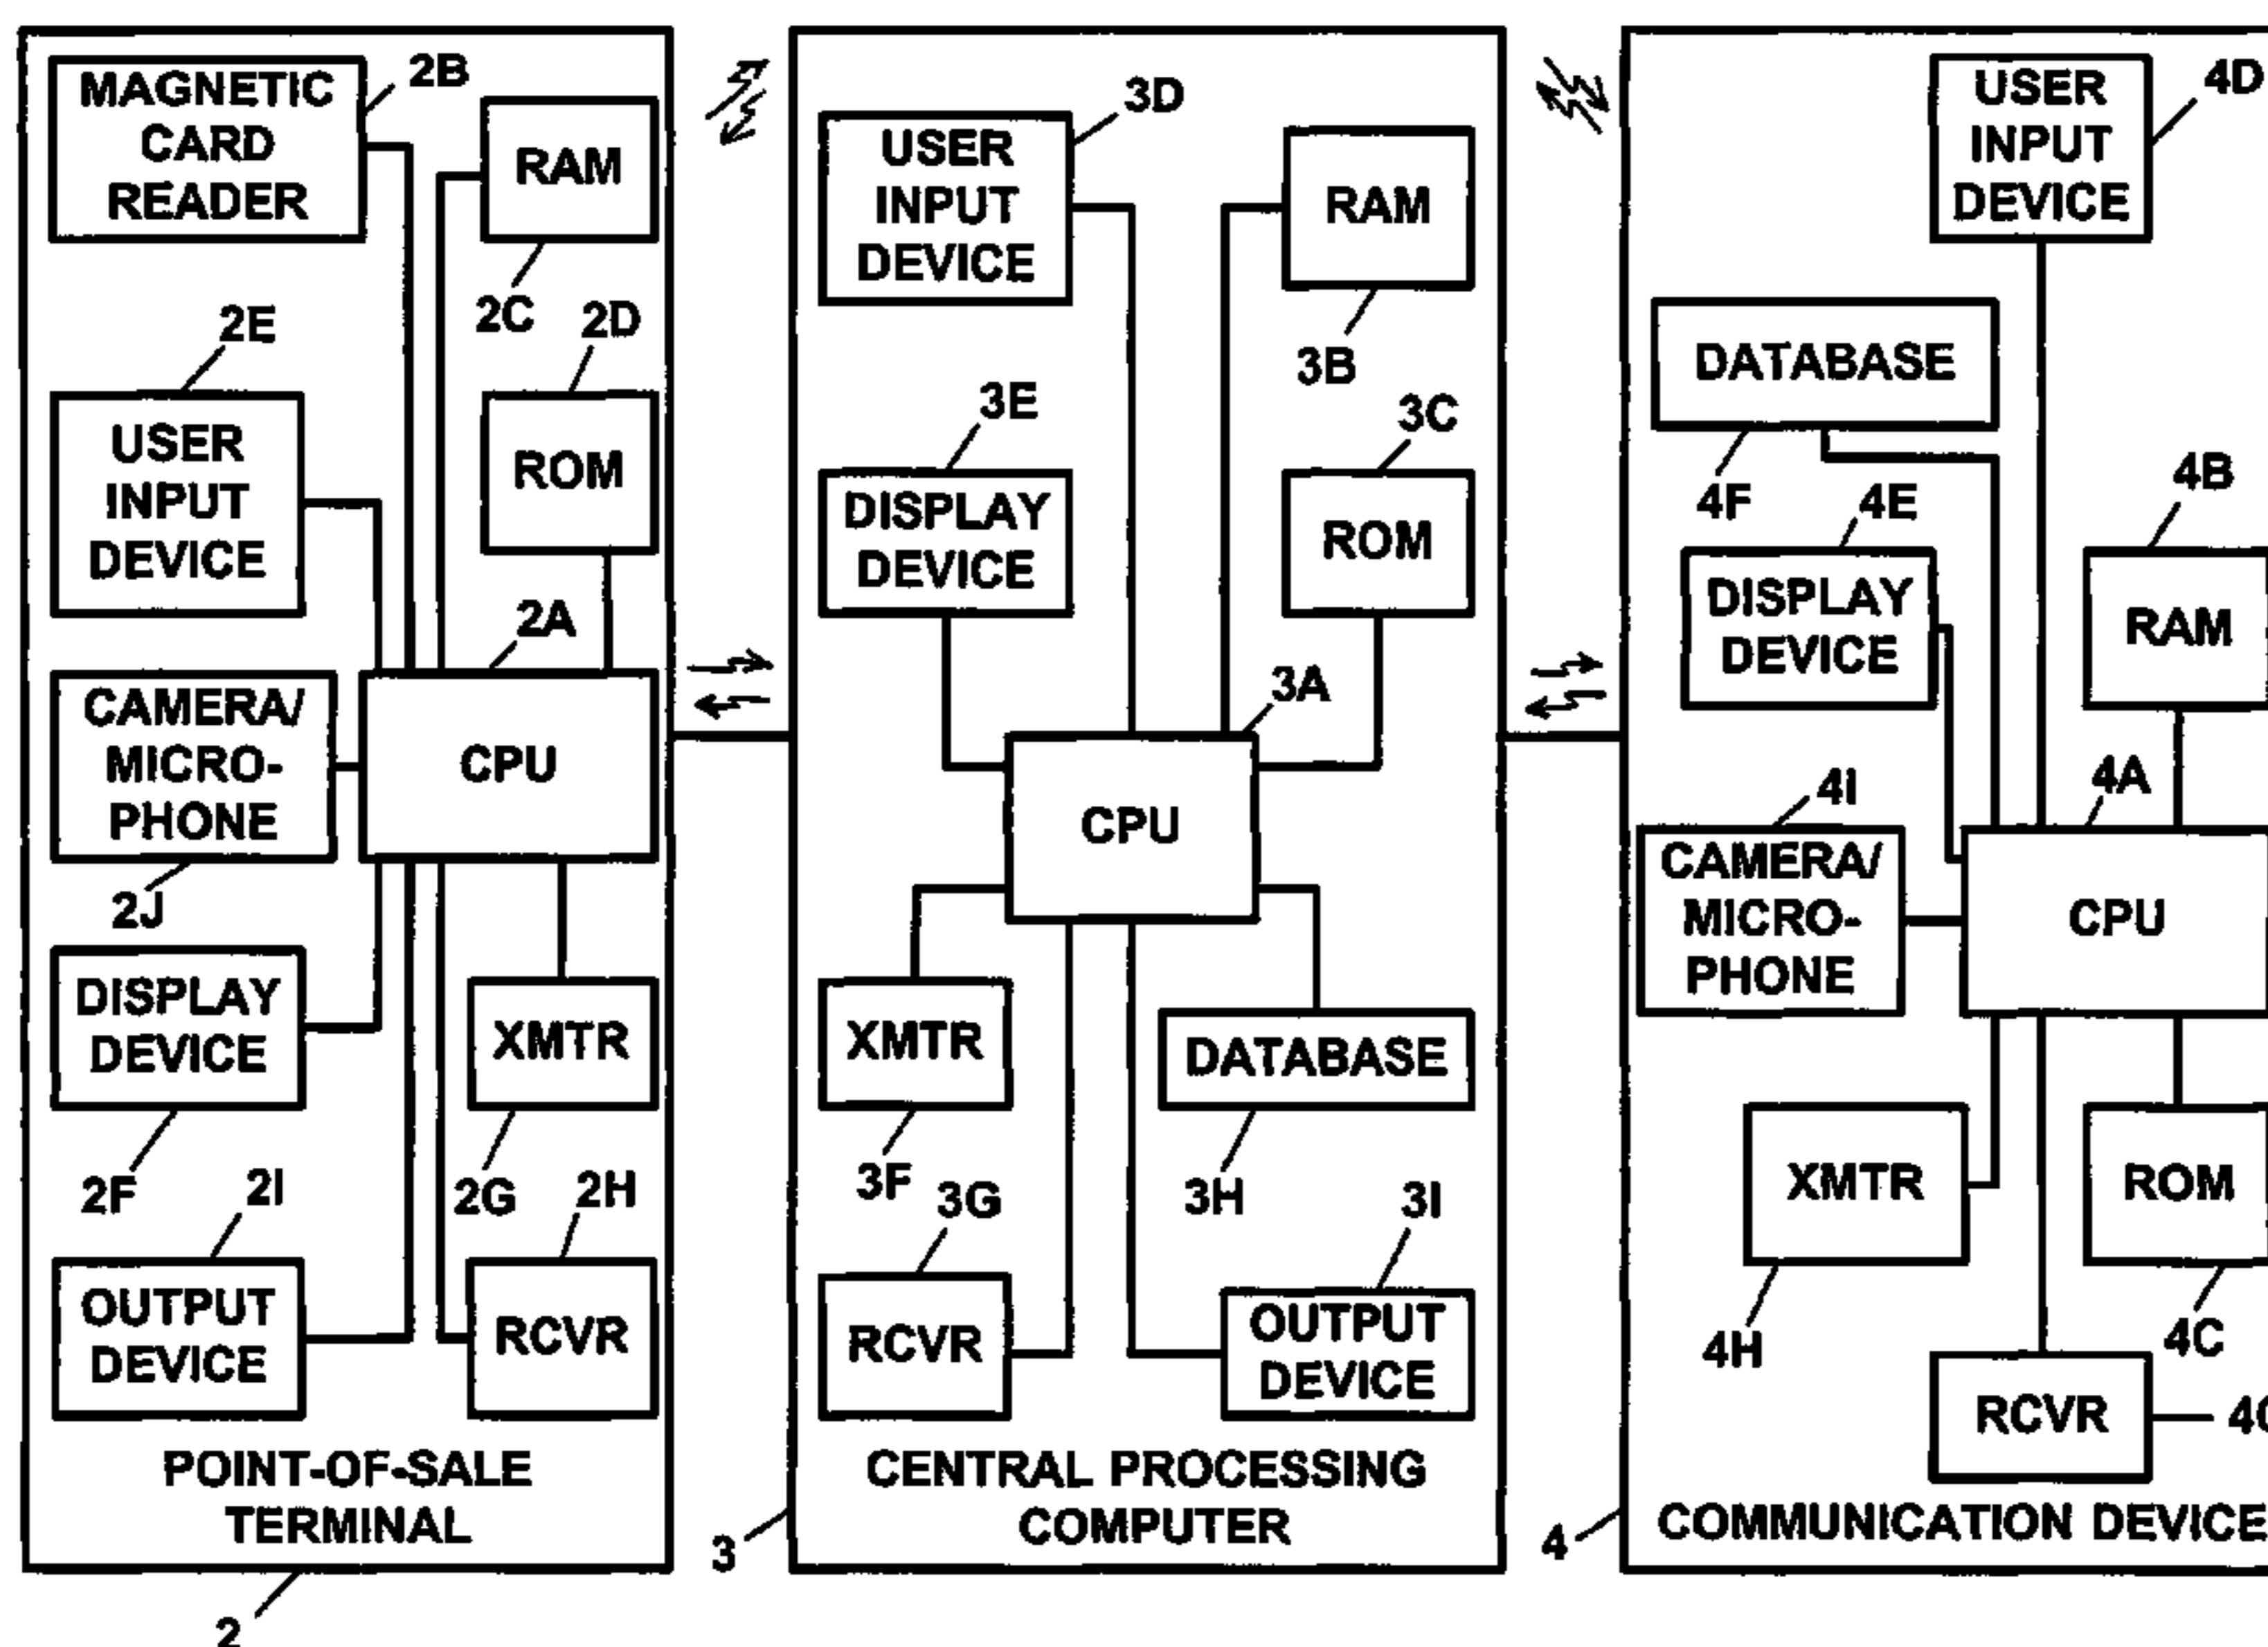 MAGNETIC
CARD
READER
2B
RAM
2C
2D
2E
USER
INPUT
DEVICE
ROM
2A
CAMERA/
MICRO-
PHONE
CPU
2J
DISPLAY
DEVICE
XMTR
2F
2I
2G
2H
OUTPUT
DEVICE
RCVR
POINT-OF-SALE
TERMINAL
2
3D
USER
INPUT
DEVICE
RAM
3B
3E
3C
DISPLAY
DEVICE
ROM
3A
CPU
XMTR
DATABASE
3F
3G
3H
3I
RCVR
OUTPUT
DEVICE
CENTRAL PROCESSING
COMPUTER
3
USER
INPUT
DEVICE
4D
DATABASE
4F
4E
4B
DISPLAY
DEVICE
RAM
4I
4A
CAMERA/
MICRO-
PHONE
CPU
XMTR
ROM
4H
4C
RCVR
COMMUNICATION DEVICE
4